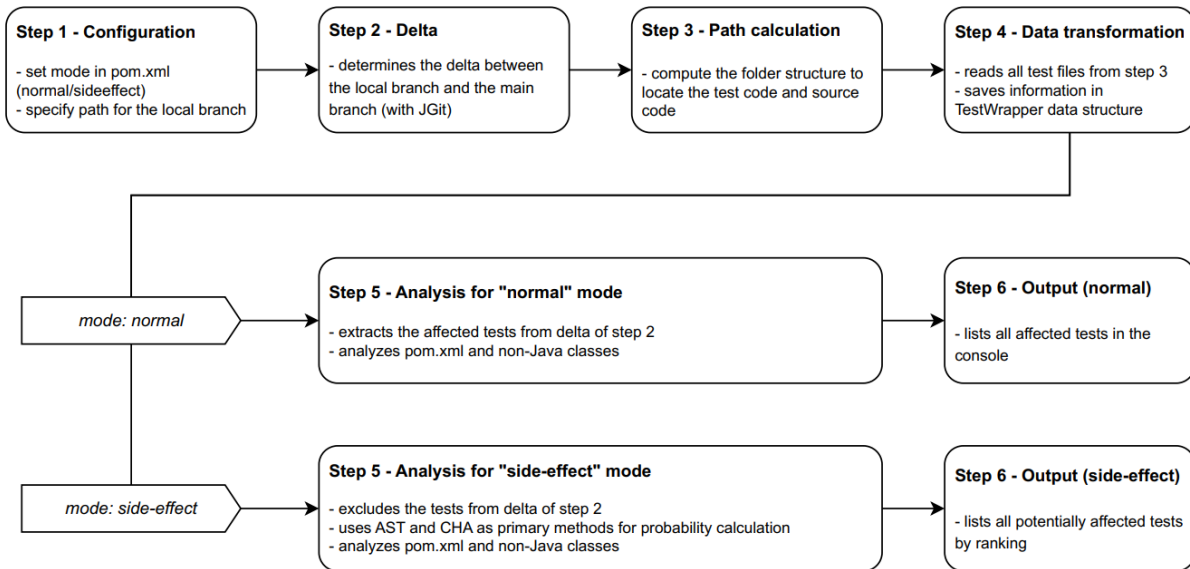 Step 1 - Configuration
- set mode in pom.xml
(normal/sideeffect)
- specify path for the local branch
Step 2 - Delta
- determines the delta between
the local branch and the main
branch (with JGit)
Step 3 - Path calculation
- compute the folder structure to
locate the test code and source
code
Step 4 - Data transformation
- reads all test files from step 3
- saves information in
TestWrapper data structure
mode: normal
Step 5 - Analysis for "normal" mode
- extracts the affected tests from delta of step 2
- analyzes pom.xml and non-Java classes
Step 6 - Output (normal)
- lists all affected tests in the
console
mode: side-effect
Step 5 - Analysis for "side-effect" mode
- excludes the tests from delta of step 2
- uses AST and CHA as primary methods for probability calculation
- analyzes pom.xml and non-Java classes
Step 6 - Output (side-effect)
- lists all potentially affected tests
by ranking